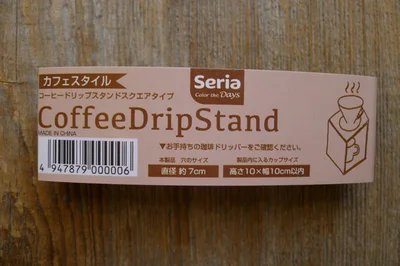 カフェスタイル
Seria
Color the Days
コーヒードリップスタンドスクエアタイプ
CoffeeDripStand
MADE IN CHINA
▼お手持ちの珈琲ドリッパーをご確認ください。
本製品 穴のサイズ
製品内に入るカップサイズ
直径 約7cm
高さ10×幅10cm以内
4 947879 000006